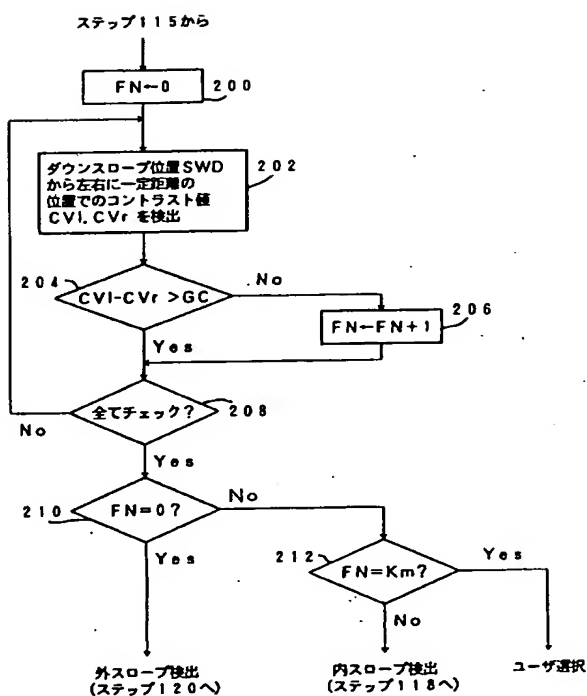 ステップ115から
FN←0
200
ダウンスロープ位置SWD
から左右に一定距離の
位置でのコントラスト値
CVl, CVr を検出
202
204
CVl-CVr >GC
No
FN←FN+1
206
Yes
全てチェック?
208
No
Yes
210
FN=0?
No
Yes
212
FN=Km?
Yes
No
外スロープ検出
(ステップ120へ)
内スロープ検出
(ステップ118へ)
ユーザ選択